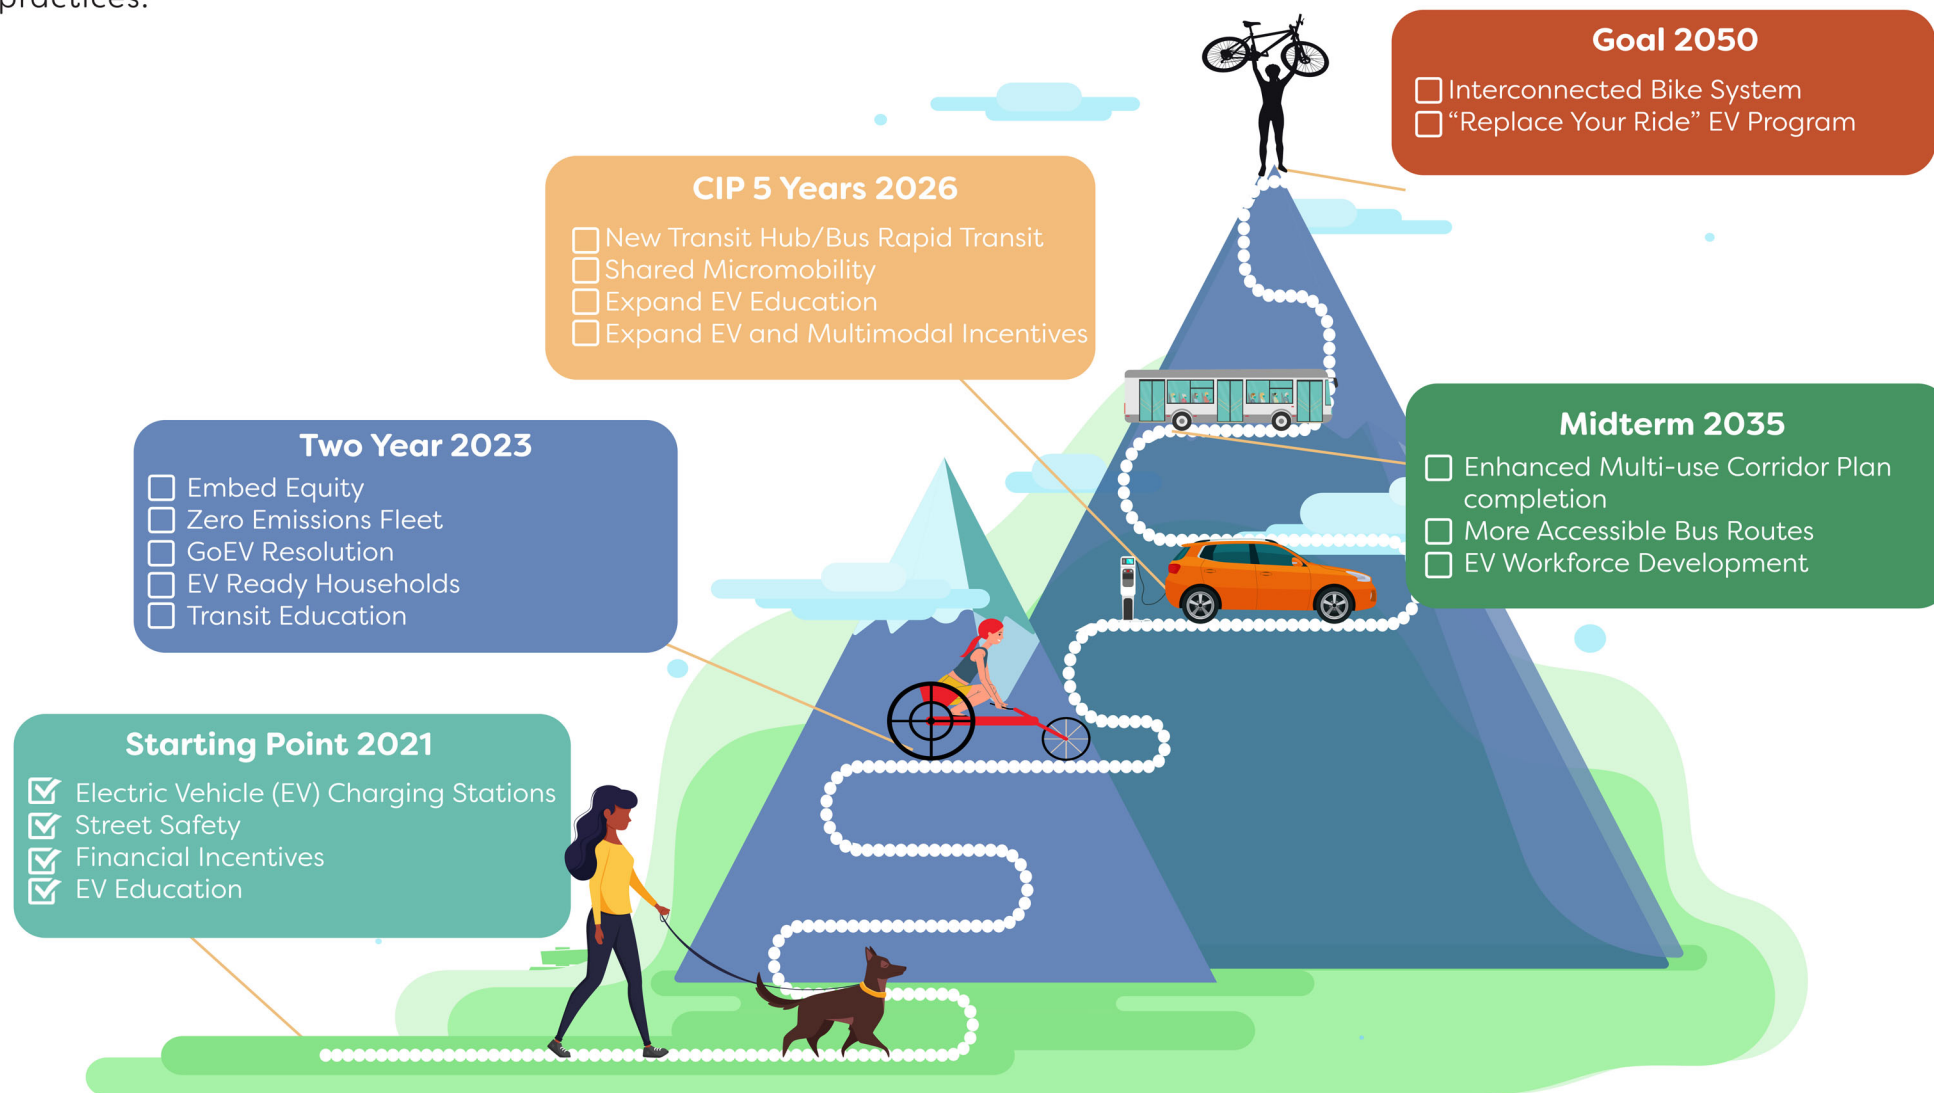 practices.
Goal 2050
Interconnected Bike System
“Replace Your Ride” EV Program
CIP 5 Years 2026
New Transit Hub/Bus Rapid Transit
Shared Micromobility
Expand EV Education
Expand EV and Multimodal Incentives
Midterm 2035
Enhanced Multi-use Corridor Plan
completion
More Accessible Bus Routes
EV Workforce Development
Two Year 2023
Embed Equity
Zero Emissions Fleet
GoEV Resolution
EV Ready Households
Transit Education
Starting Point 2021
Electric Vehicle (EV) Charging Stations
Street Safety
Financial Incentives
EV Education